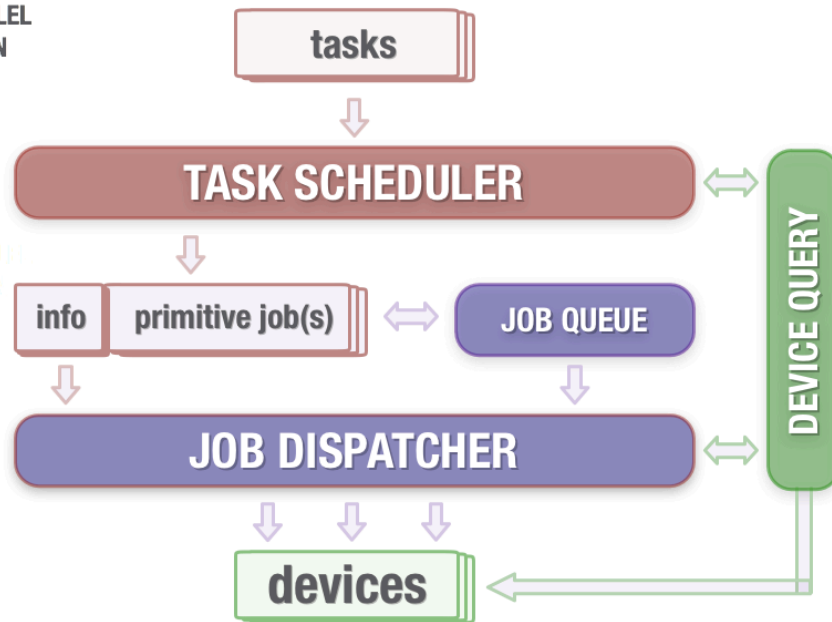 tasks
TASK SCHEDULER
info
primitive job(s)
JOB QUEUE
DEVICE QUERY
JOB DISPATCHER
devices